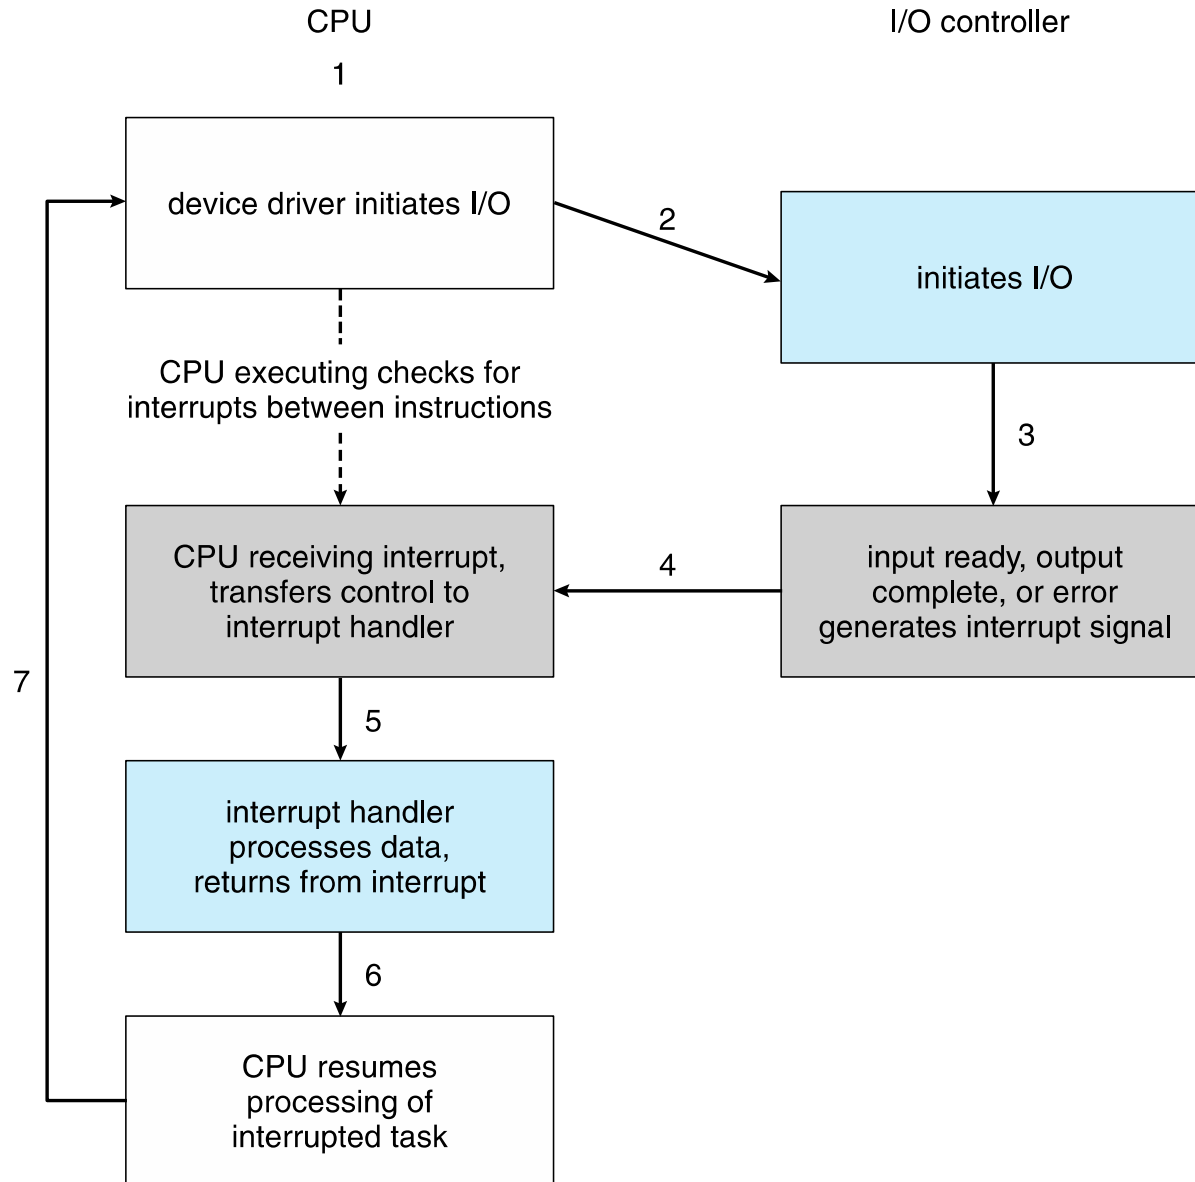 CPU
I/O controller
1
device driver initiates I/O
2
initiates I/O
CPU executing checks for
interrupts between instructions
3
CPU receiving interrupt,
transfers control to
interrupt handler
4
input ready, output
complete, or error
generates interrupt signal
7
5
interrupt handler
processes data,
returns from interrupt
6
CPU resumes
processing of
interrupted task